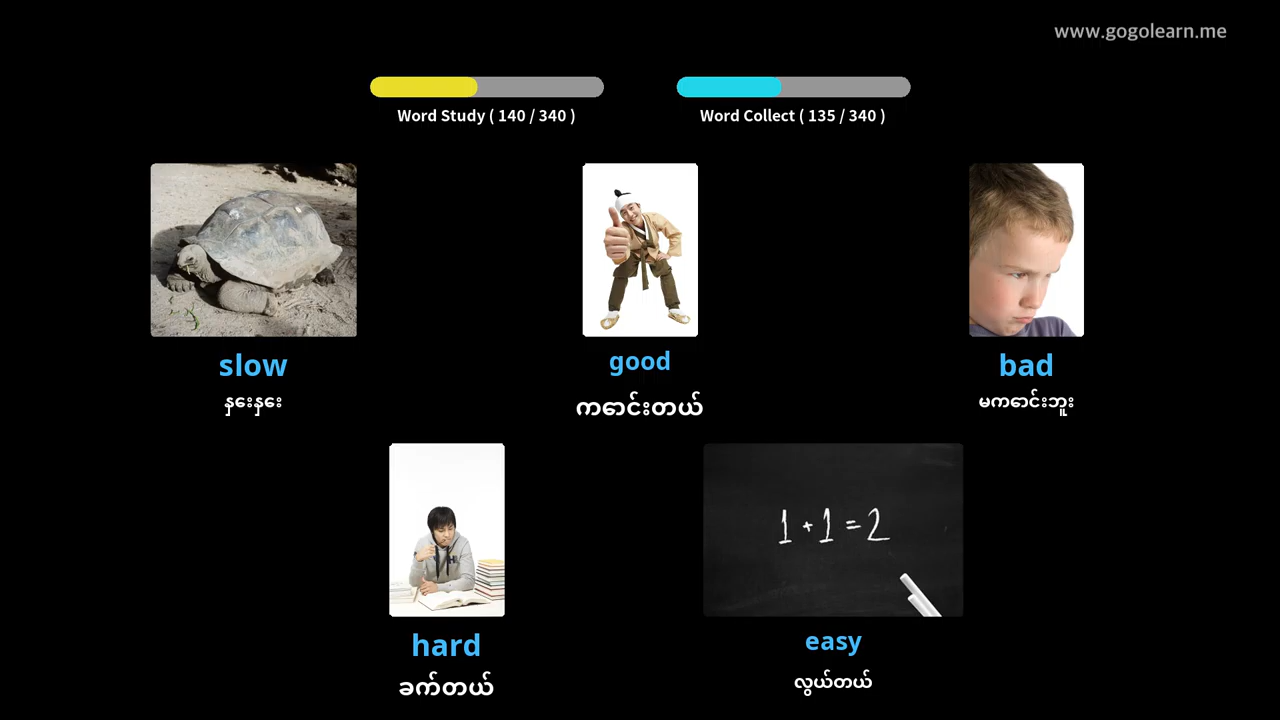 www.gogolearn.me
Word Study ( 140 / 340 )
Word Collect ( 135 / 340 )
slow
နှေးနှေး
good
ကောင်းတယ်
bad
မကောင်းဘူး
1 + 1 = 2
hard
ခက်တယ်
easy
လွယ်တယ်